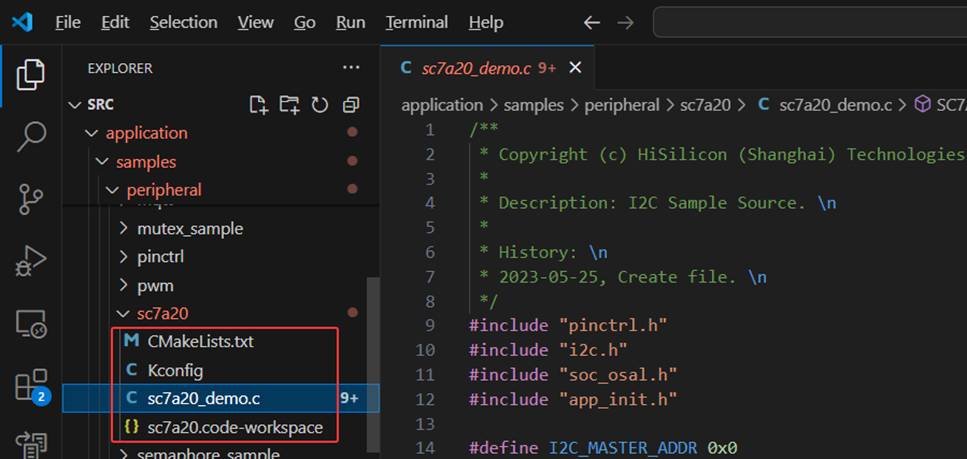 File Edit Selection View Go Run Terminal Help
EXPLORER
SRC
application
samples
peripheral
mutex_sample
pinctrl
pwm
sc7a20
M CMakeLists.txt
C Kconfig
C sc7a20_demo.c 9+
{} sc7a20.code-workspace
semaphore_sample
2
C sc7a20_demo.c 9+
application > samples > peripheral > sc7a20 > C sc7a20_demo.c > SC7
1 /**
2 * Copyright (c) HiSilicon (Shanghai) Technologies
3 *
4 * Description: I2C Sample Source. \n
5 *
6 * History: \n
7 * 2023-05-25, Create file. \n
8 */
9 #include "pinctrl.h"
10 #include "i2c.h"
11 #include "soc_osal.h"
12 #include "app_init.h"
13
14 #define I2C_MASTER_ADDR 0x0